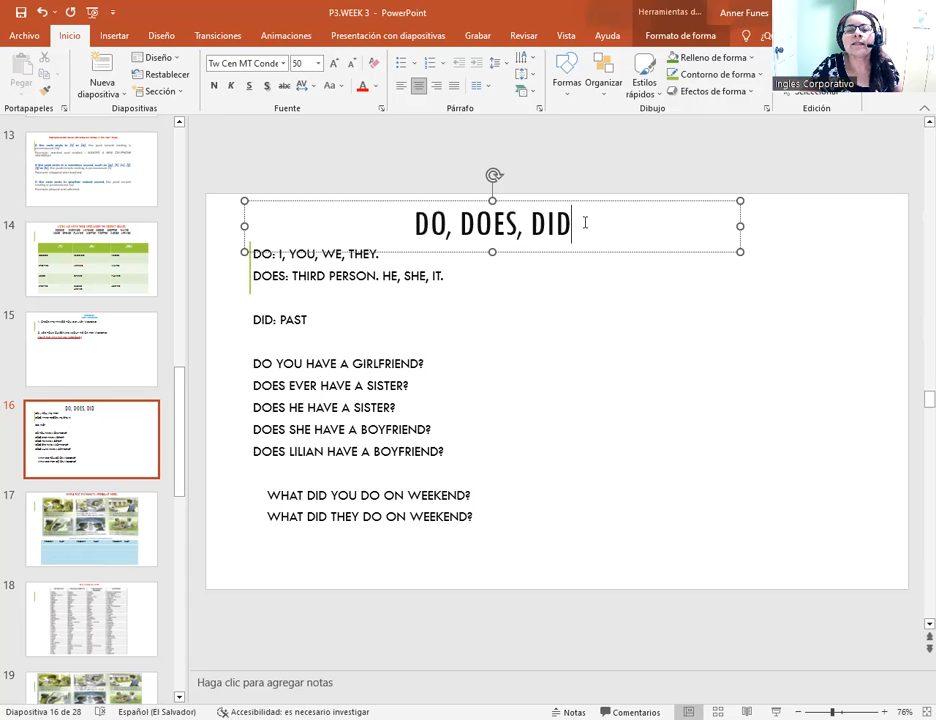 P3.WEEK 3 - PowerPoint
Herramientas d...
Anner Funes
Archivo
Inicio
Insertar
Diseño
Transiciones
Animaciones
Presentación con diapositivas
Grabar
Revisar
Vista
Ayuda
Formato de forma
¿Q
Pegar
Nueva
diapositiva
Diseño
Restablecer
Sección
Tw Cen MT Conde
50
N K S S abc AV Aa A
Formas
Organizar
Estilos
rápidos
Relleno de forma
Contorno de forma
Efectos de forma
Ingles Corporativo
Portapapeles
Diapositivas
Fuente
Párrafo
Dibujo
Edición
13
14
15
16
DO, DOES, DID
17
18
19
DO, DOES, DID
DO: I, YOU, WE, THEY.
DOES: THIRD PERSON. HE, SHE, IT.
DID: PAST
DO YOU HAVE A GIRLFRIEND?
DOES EVER HAVE A SISTER?
DOES HE HAVE A SISTER?
DOES SHE HAVE A BOYFRIEND?
DOES LILIAN HAVE A BOYFRIEND?
WHAT DID YOU DO ON WEEKEND?
WHAT DID THEY DO ON WEEKEND?
Haga clic para agregar notas
Diapositiva 16 de 28
Español (El Salvador)
Accesibilidad: es necesario investigar
Notas
Comentarios
76%